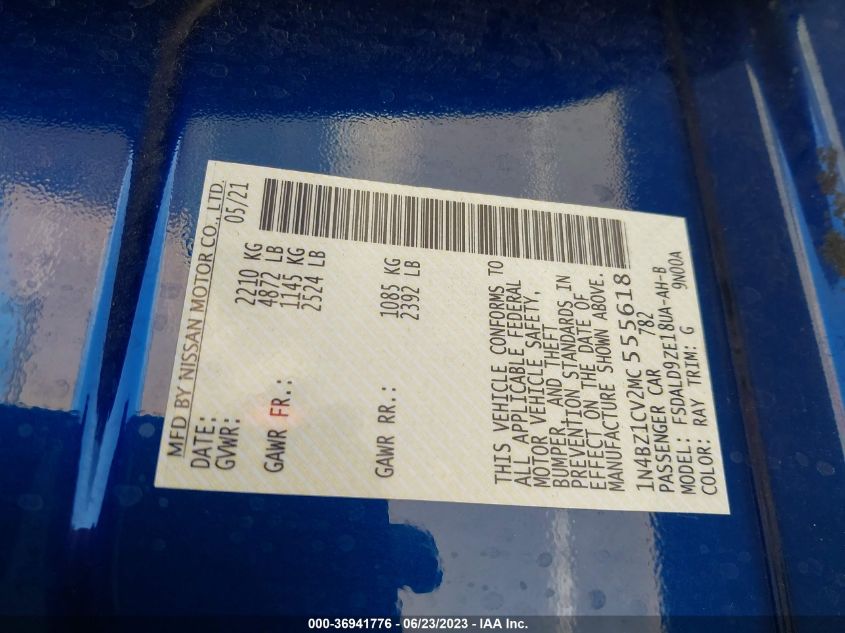 MFD BY NISSAN MOTOR CO., LTD.
DATE: 05/21
GVWR: 2210 KG
4872 LB
GAWR FR.: 1145 KG
2524 LB
GAWR RR.: 1085 KG
2392 LB
THIS VEHICLE CONFORMS TO
ALL APPLICABLE FEDERAL
MOTOR VEHICLE SAFETY,
BUMPER, AND THEFT
PREVENTION STANDARDS IN
EFFECT ON THE DATE OF
MANUFACTURE SHOWN ABOVE.
1N4BZ1CV2MC555618
PASSENGER CAR 782
MODEL: FSDALD9ZE18UA-AH-B
COLOR: RAY TRIM: G 9N00A
000-36941776 - 06/23/2023 - IAA Inc.